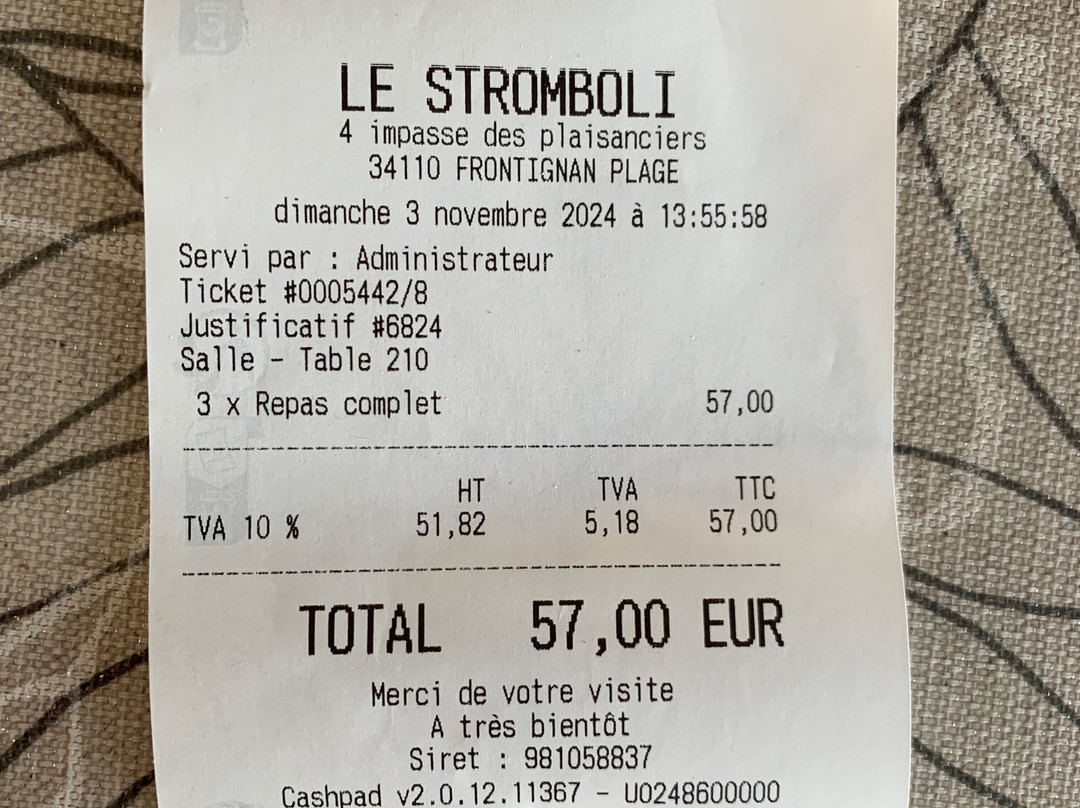 LE STROMBOLI
4 impasse des plaisanciers
34110 FRONTIGNAN PLAGE
dimanche 3 novembre 2024 à 13:55:58
Servi par : Administrateur
Ticket #0005442/8
Justificatif #6824
Salle - Table 210
3 x Repas complet 57,00
HT TVA TTC
TVA 10 % 51,82 5,18 57,00
TOTAL 57,00 EUR
Merci de votre visite
A très bientôt
Siret : 981058837
Cashpad v2.0.12.11367 - U0248600000